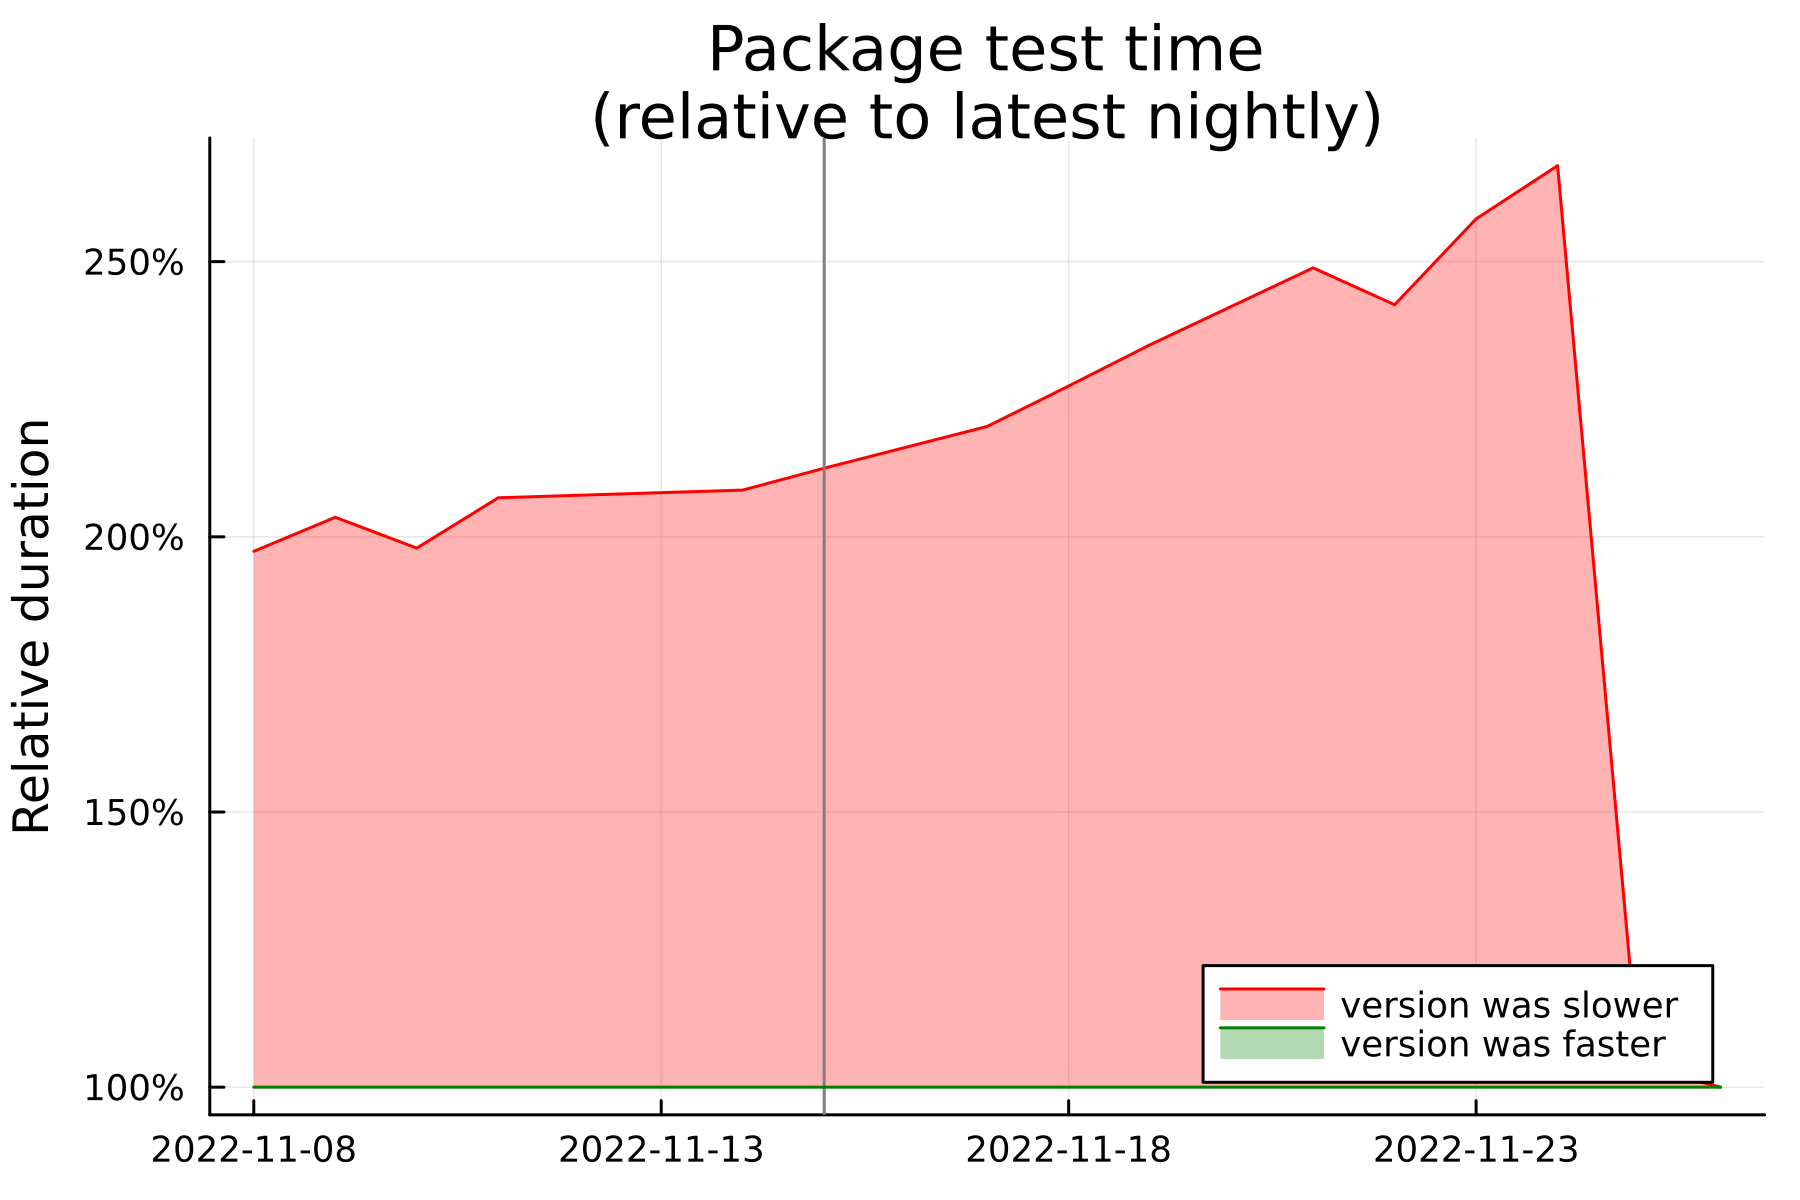 Package test time
(relative to latest nightly)
Relative duration
250%
200%
150%
100%
version was slower
version was faster
2022-11-08
2022-11-13
2022-11-18
2022-11-23